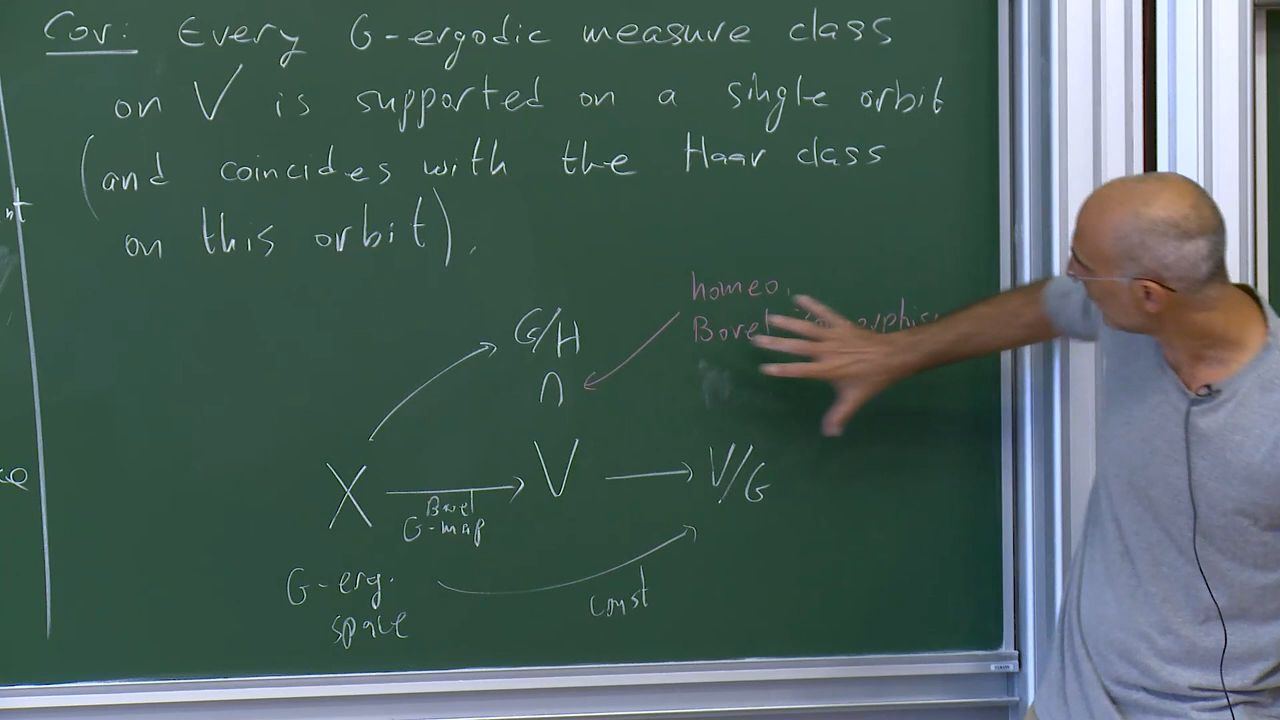 Cor: Every G-ergodic measure class
on V is supported on a single orbit
(and coincides with the Haar class
on this orbit).
homeo.
Borel
G/H
∩
X
V
V/G
Borel
G-map
G-erg.
space
const